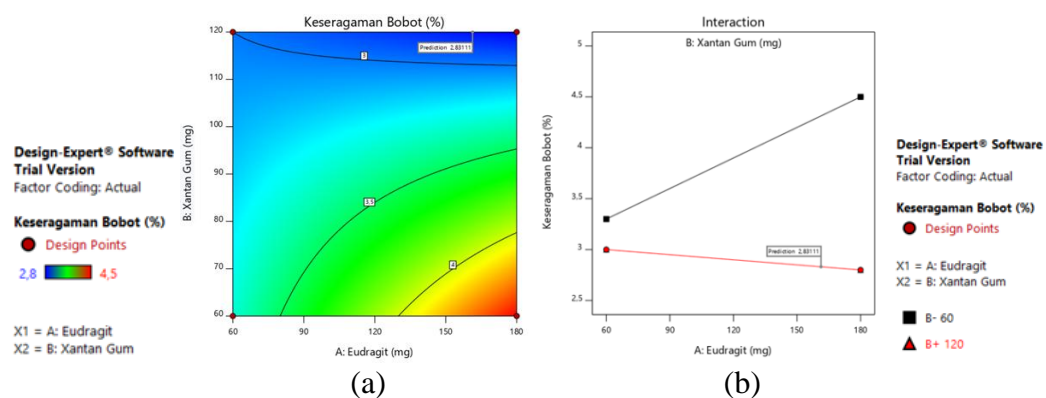 Design-Expert® Software
Trial Version
Factor Coding: Actual
Keseragaman Bobot (%)
Design Points
2,8 4,5
X1 = A: Eudragit
X2 = B: Xantan Gum
Keseragaman Bobot (%)
B: Xantan Gum (mg)
120
110
100
90
80
70
60
60
90
120
150
180
A: Eudragit (mg)
Prediction 2,83111
3
3,5
4
(a)
Interaction
B: Xantan Gum (mg)
Keseragaman Bobot (%)
5
4.5
4
3.5
3
2.5
60
90
120
150
180
A: Eudragit (mg)
Prediction 2,83111
(b)
Design-Expert® Software
Trial Version
Factor Coding: Actual
Keseragaman Bobot (%)
Design Points
X1 = A: Eudragit
X2 = B: Xantan Gum
B- 60
B+ 120